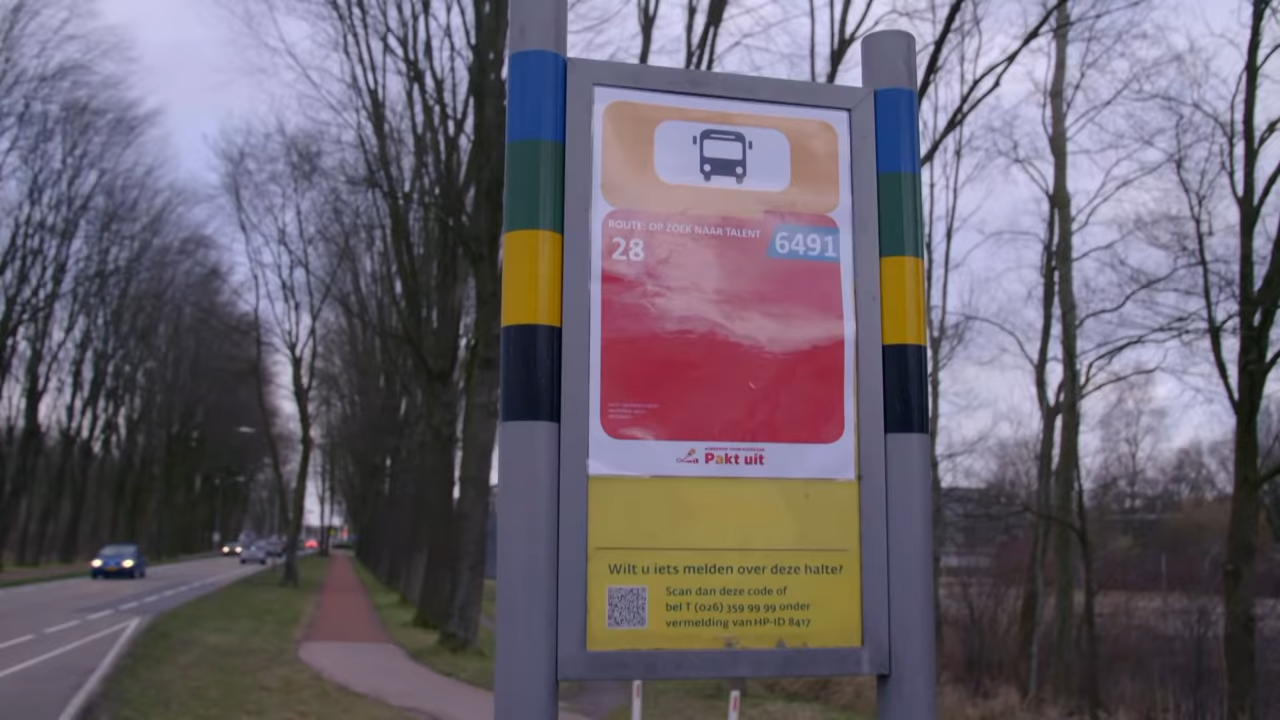 ROUTE: OP ZOEK NAAR TALENT
28
6491
Pakt uit
Wilt u iets melden over deze halte?
Scan dan deze code of
bel T (026) 359 99 99 onder
vermelding van HP-ID 8417